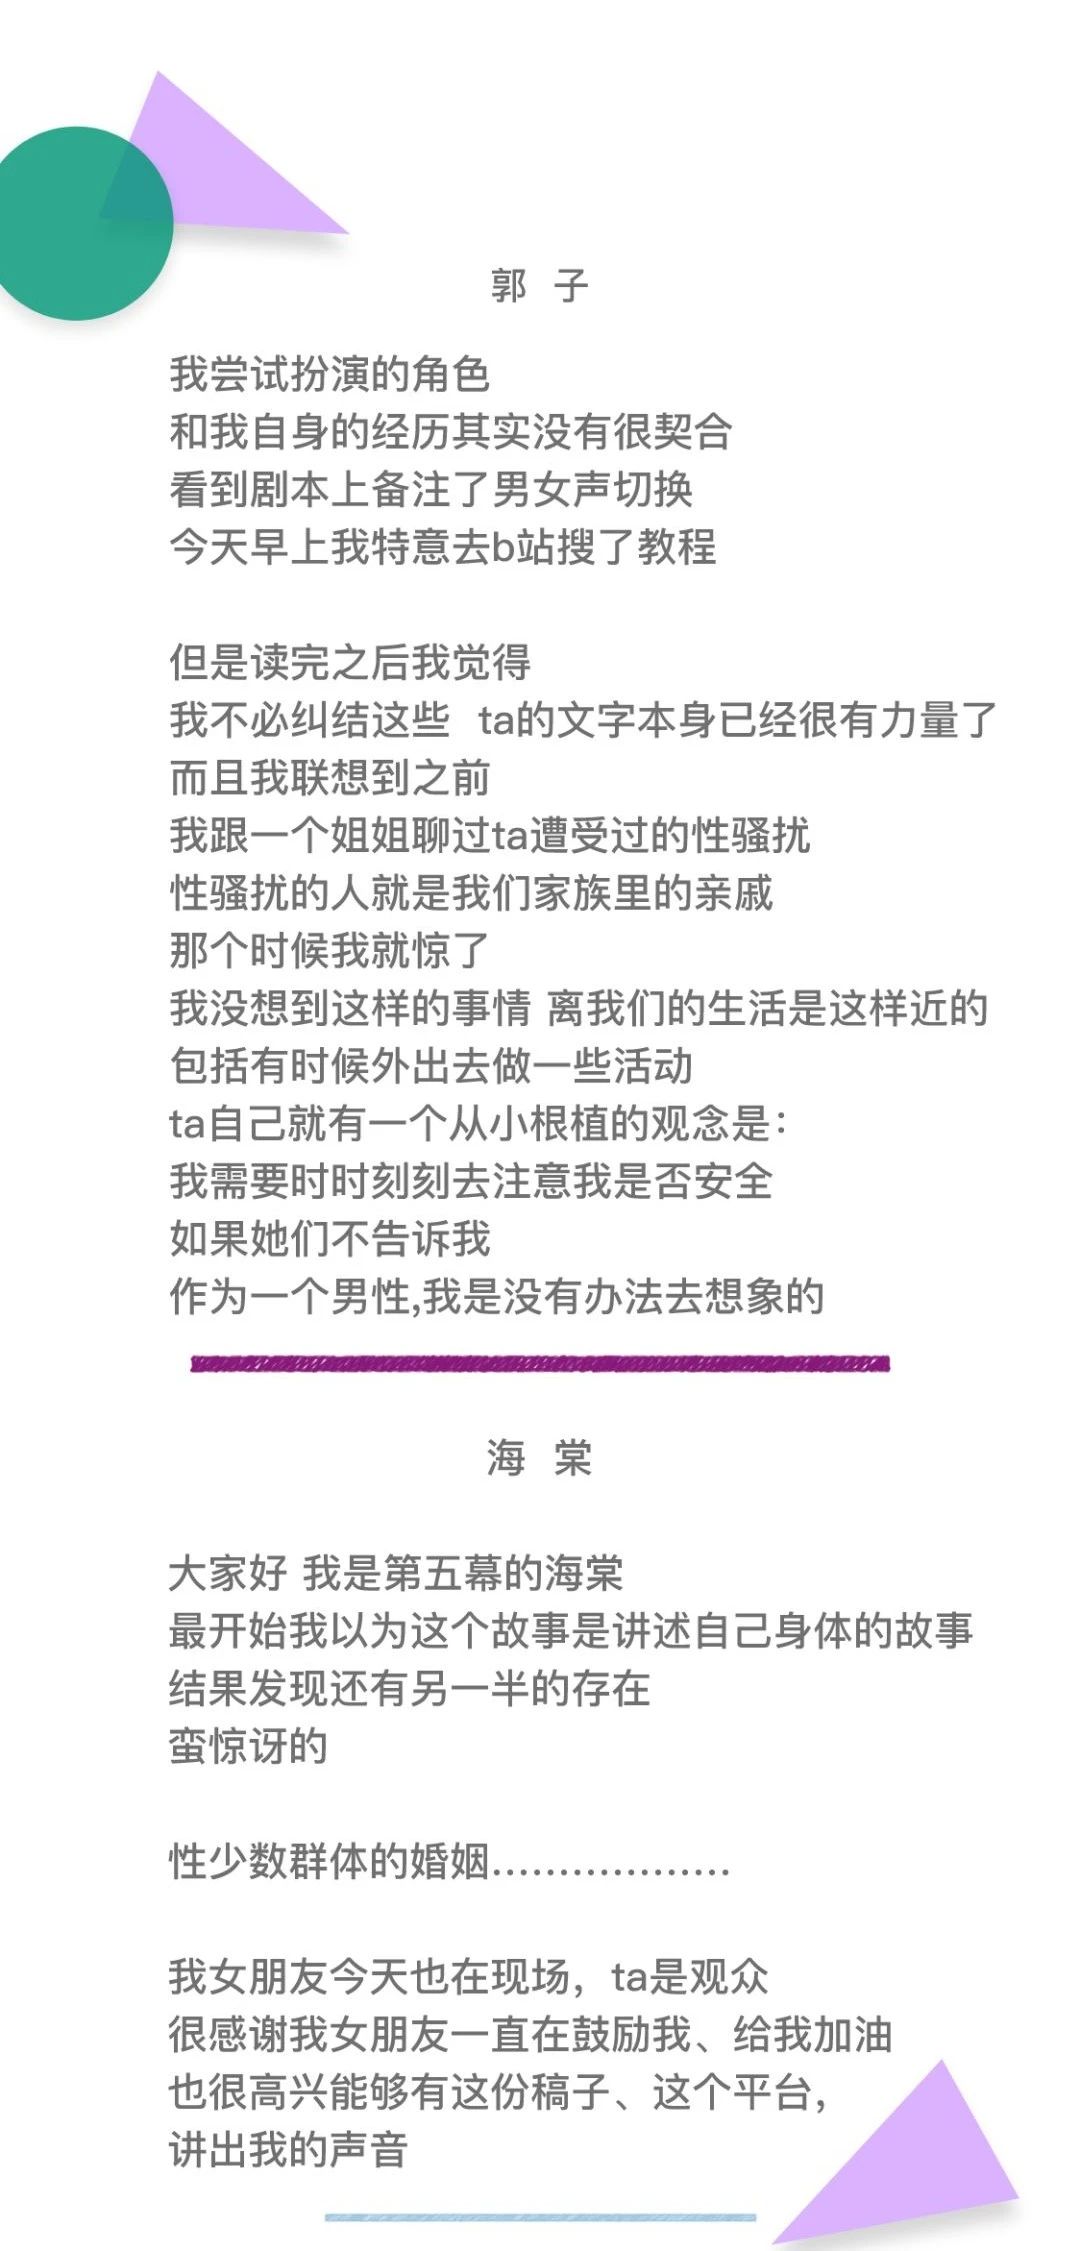 郭 子
我尝试扮演的角色
和我自身的经历其实没有很契合
看到剧本上备注了男女声切换
今天早上我特意去b站搜了教程
但是读完之后我觉得
我不必纠结这些 ta的文字本身已经很有力量了
而且我联想到之前
我跟一个姐姐聊过ta遭受过的性骚扰
性骚扰的人就是我们家族里的亲戚
那个时候我就惊了
我没想到这样的事情 离我们的生活是这样近的
包括有时候外出去做一些活动
ta自己就有一个从小根植的观念是：
我需要时时刻刻去注意我是否安全
如果她们不告诉我
作为一个男性,我是没有办法去想象的
海 棠
大家好 我是第五幕的海棠
最开始我以为这个故事是讲述自己身体的故事
结果发现还有另一半的存在
蛮惊讶的
性少数群体的婚姻………………
我女朋友今天也在现场，ta是观众
很感谢我女朋友一直在鼓励我、给我加油
也很高兴能够有这份稿子、这个平台，
讲出我的声音